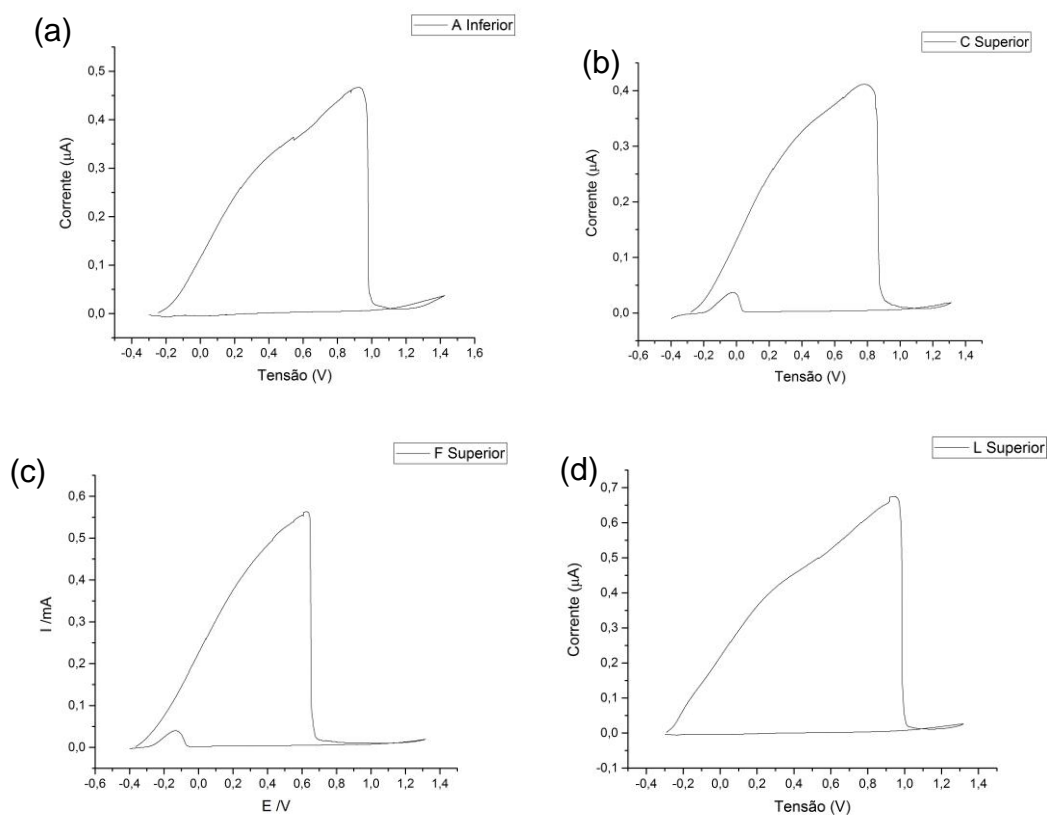 (a)
A Inferior
Corrente (µA)
0,5
0,4
0,3
0,2
0,1
0,0
-0,4 -0,2 0,0 0,2 0,4 0,6 0,8 1,0 1,2 1,4 1,6
Tensão (V)
(b)
C Superior
Corrente (µA)
0,4
0,3
0,2
0,1
0,0
-0,4 -0,2 0,0 0,2 0,4 0,6 0,8 1,0 1,2 1,4
Tensão (V)
(c)
F Superior
I /mA
0,6
0,5
0,4
0,3
0,2
0,1
0,0
-0,6 -0,4 -0,2 0,0 0,2 0,4 0,6 0,8 1,0 1,2 1,4
E /V
(d)
L Superior
Corrente (µA)
0,7
0,6
0,5
0,4
0,3
0,2
0,1
0,0
-0,1
-0,4 -0,2 0,0 0,2 0,4 0,6 0,8 1,0 1,2 1,4
Tensão (V)